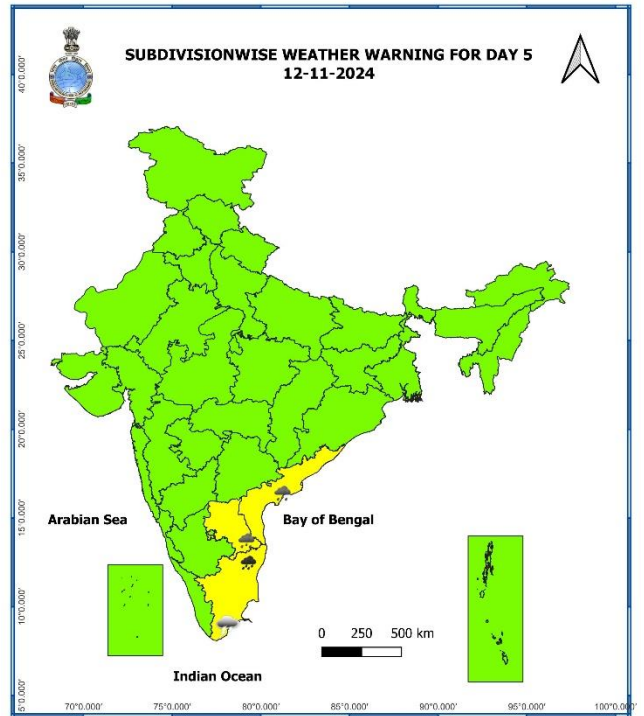 SUBDIVISIONWISE WEATHER WARNING FOR DAY 5
12-11-2024
40°0.000'
35°0.000'
30°0.000'
25°0.000'
20°0.000'
15°0.000'
10°0.000'
5°0.000'
Arabian Sea
Bay of Bengal
0 250 500 km
Indian Ocean
70°0.000' 75°0.000' 80°0.000' 85°0.000' 90°0.000' 95°0.000' 100°0.000'